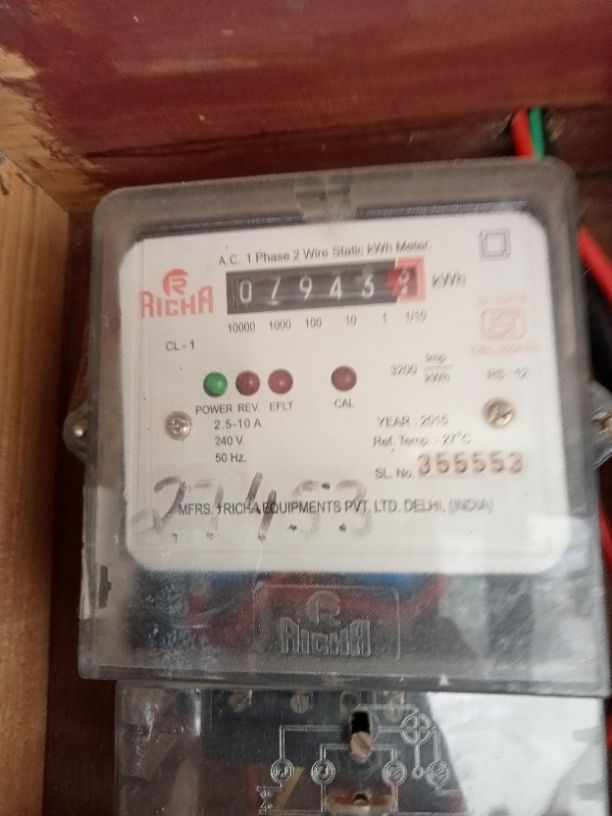 A.C. 1 Phase 2 Wire Static kWh Meter
RICHA
0 7 9 4 3 kWh
10000 1000 100 10 1 1/10
CL - 1
3200 imp/kWh
RS : 12
POWER REV. EFLT CAL
2.5-10 A
240 V.
50 Hz.
YEAR : 2015
Ref. Temp. - 27°C
SL. No. 355553
MFRS. : RICHA EQUIPMENTS PVT. LTD. DELHI, (INDIA)
RICHA